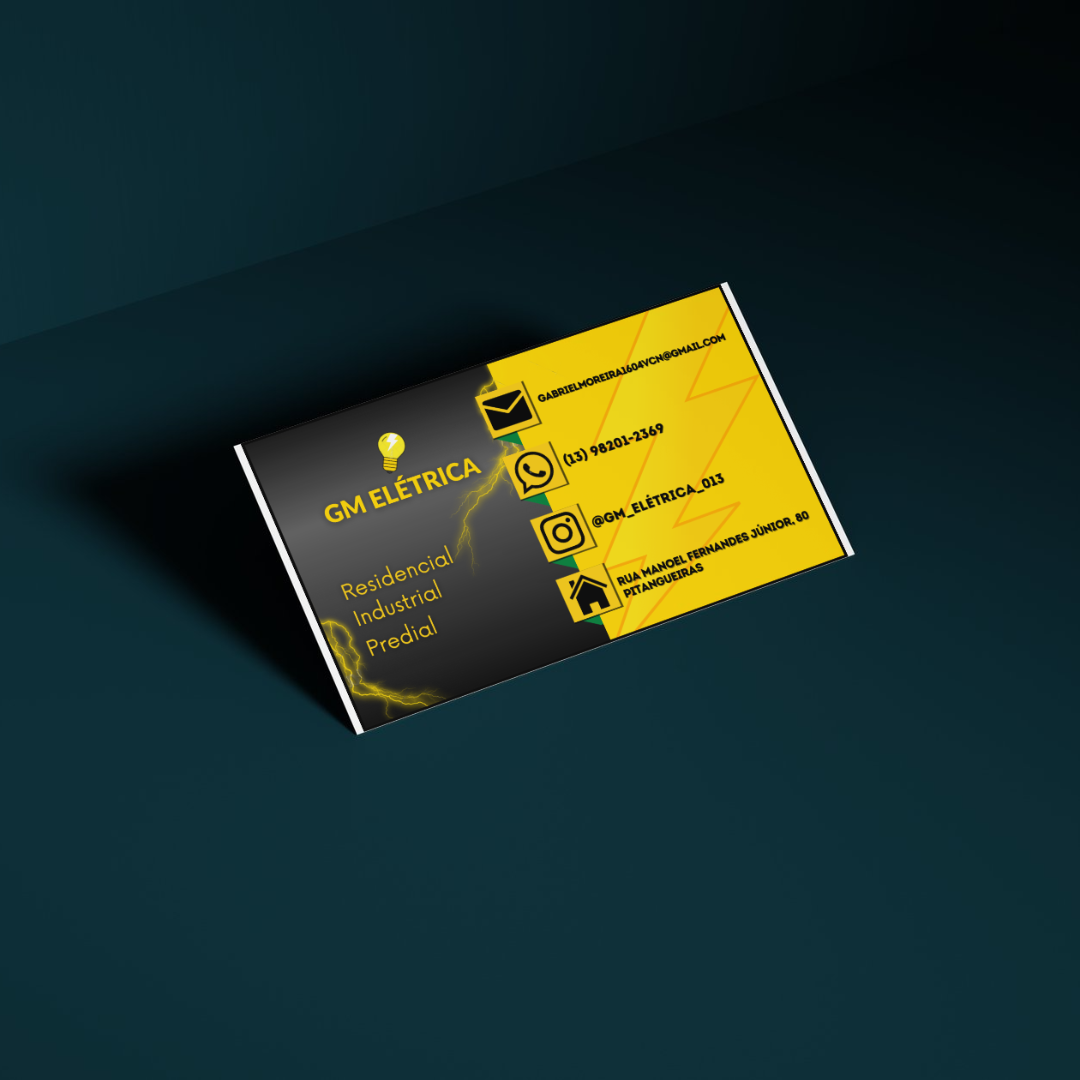 GM ELÉTRICA
Residencial
Industrial
Predial
GABRIELMOREIRA1604VCN@GMAIL.COM
(13) 98201-2369
@GM_ELÉTRICA_013
RUA MANOEL FERNANDES JÚNIOR, 80
PITANGUEIRAS